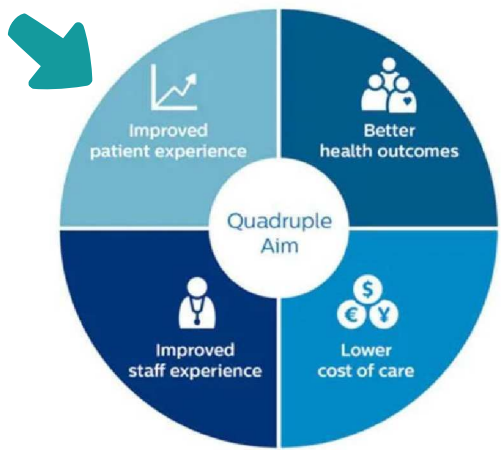 Improved
patient experience
Better
health outcomes
Quadruple
Aim
Improved
staff experience
$
€ ¥
Lower
cost of care